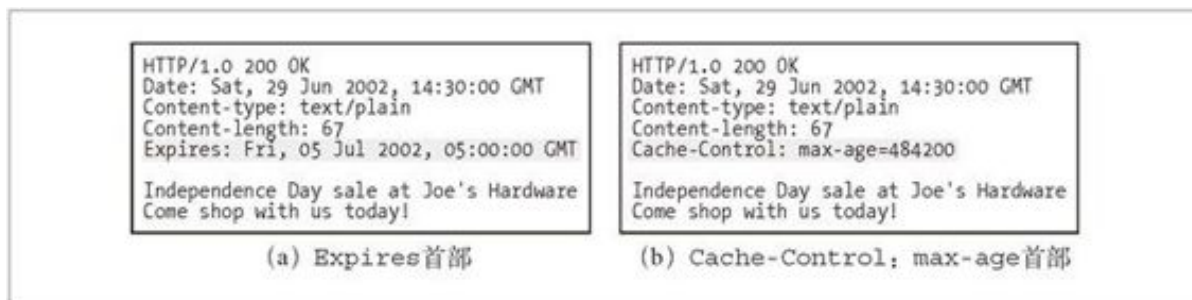 HTTP/1.0 200 OK
Date: Sat, 29 Jun 2002, 14:30:00 GMT
Content-type: text/plain
Content-length: 67
Expires: Fri, 05 Jul 2002, 05:00:00 GMT
Independence Day sale at Joe's Hardware
Come shop with us today!
(a) Expires首部
HTTP/1.0 200 OK
Date: Sat, 29 Jun 2002, 14:30:00 GMT
Content-type: text/plain
Content-length: 67
Cache-Control: max-age=484200
Independence Day sale at Joe's Hardware
Come shop with us today!
(b) Cache-Control: max-age首部